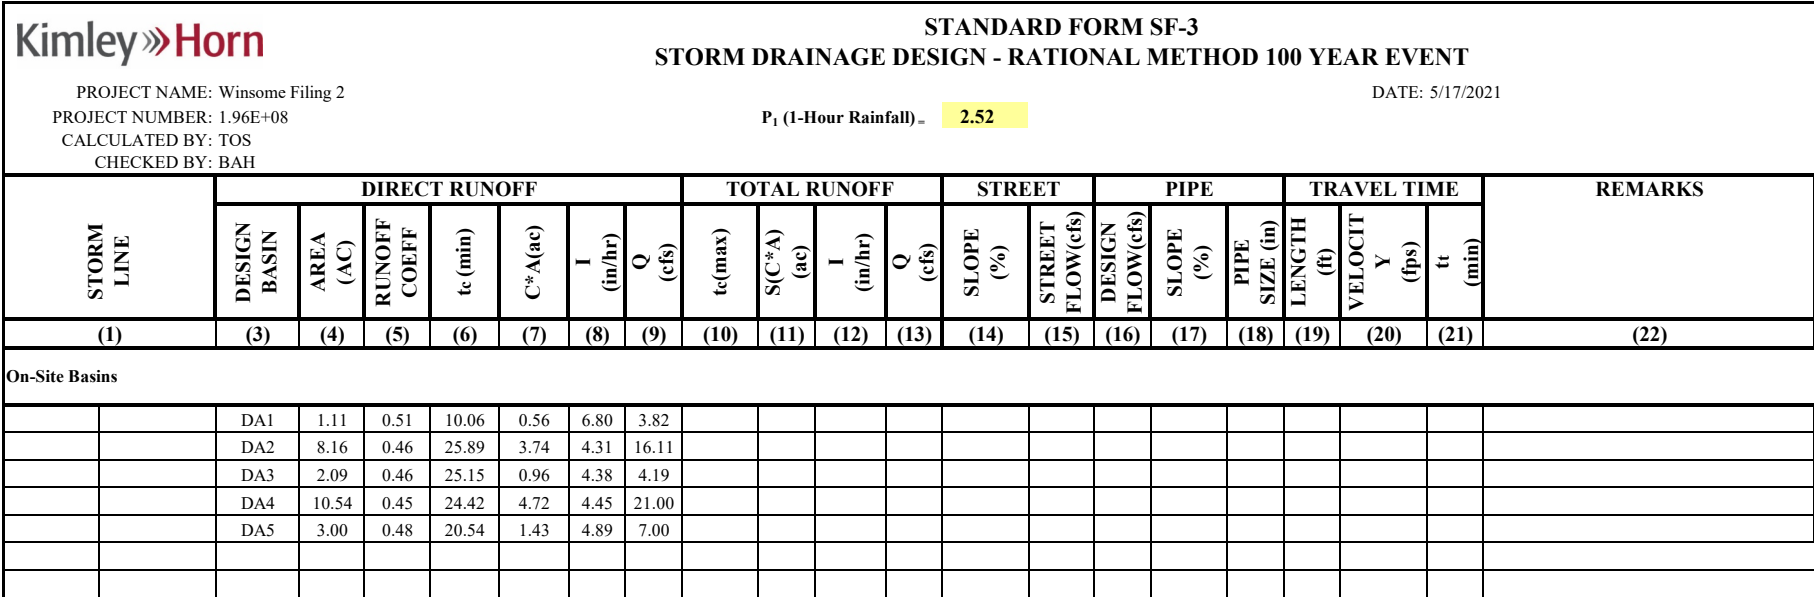 Kimley»Horn
STANDARD FORM SF-3
STORM DRAINAGE DESIGN - RATIONAL METHOD 100 YEAR EVENT
PROJECT NAME: Winsome Filing 2
DATE: 5/17/2021
PROJECT NUMBER: 1.96E+08
P1 (1-Hour Rainfall) = 2.52
CALCULATED BY: TOS
CHECKED BY: BAH
DIRECT RUNOFF TOTAL RUNOFF STREET PIPE TRAVEL TIME REMARKS
STORM LINE
DESIGN BASIN
AREA (AC)
RUNOFF COEFF
tc (min)
C*A(ac)
I (in/hr)
Q (cfs)
tc(max)
S(C*A) (ac)
I (in/hr)
Q (cfs)
SLOPE (%)
STREET FLOW(cfs)
DESIGN FLOW(cfs)
SLOPE (%)
PIPE SIZE (in)
LENGTH (ft)
VELOCIT Y (fps)
tt (min)
(1) (3) (4) (5) (6) (7) (8) (9) (10) (11) (12) (13) (14) (15) (16) (17) (18) (19) (20) (21) (22)
On-Site Basins
DA1 1.11 0.51 10.06 0.56 6.80 3.82
DA2 8.16 0.46 25.89 3.74 4.31 16.11
DA3 2.09 0.46 25.15 0.96 4.38 4.19
DA4 10.54 0.45 24.42 4.72 4.45 21.00
DA5 3.00 0.48 20.54 1.43 4.89 7.00